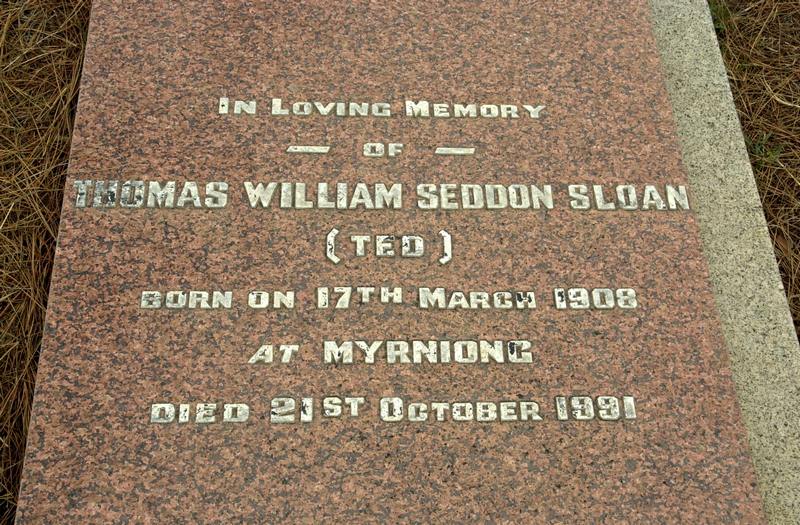 In Loving Memory
— OF —
THOMAS WILLIAM SEDDON SLOAN
(TED)
BORN ON 17TH MARCH 1908
AT MYRNIONG
DIED 21ST OCTOBER 1991